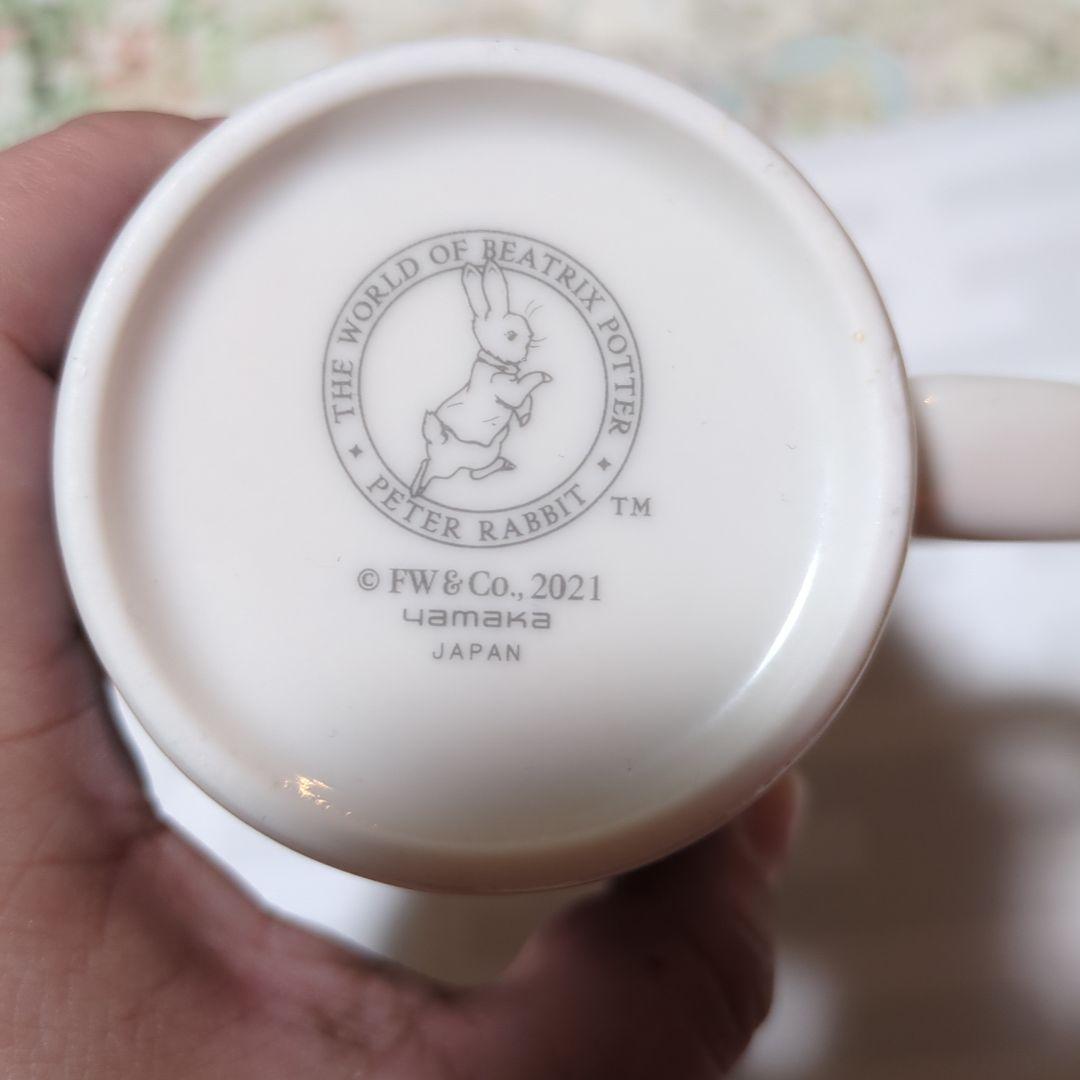 THE WORLD OF BEATRIX POTTER
PETER RABBIT
TM
© FW & Co., 2021
yamaka
JAPAN